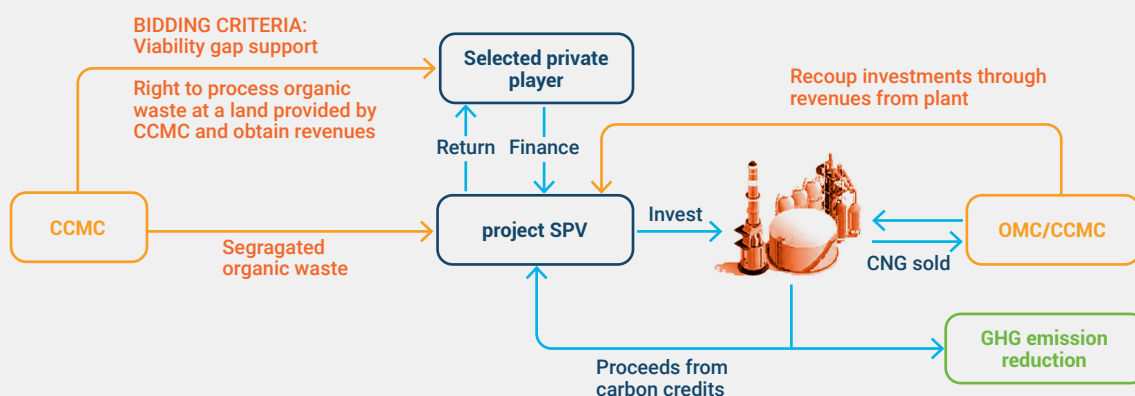 BIDDING CRITERIA:
Viability gap support
Right to process organic
waste at a land provided by
CCMC and obtain revenues
Selected private
player
Recoup investments through
revenues from plant
Return
Finance
CCMC
Segragated
organic waste
project SPV
Invest
CNG sold
OMC/CCMC
Proceeds from
carbon credits
GHG emission
reduction